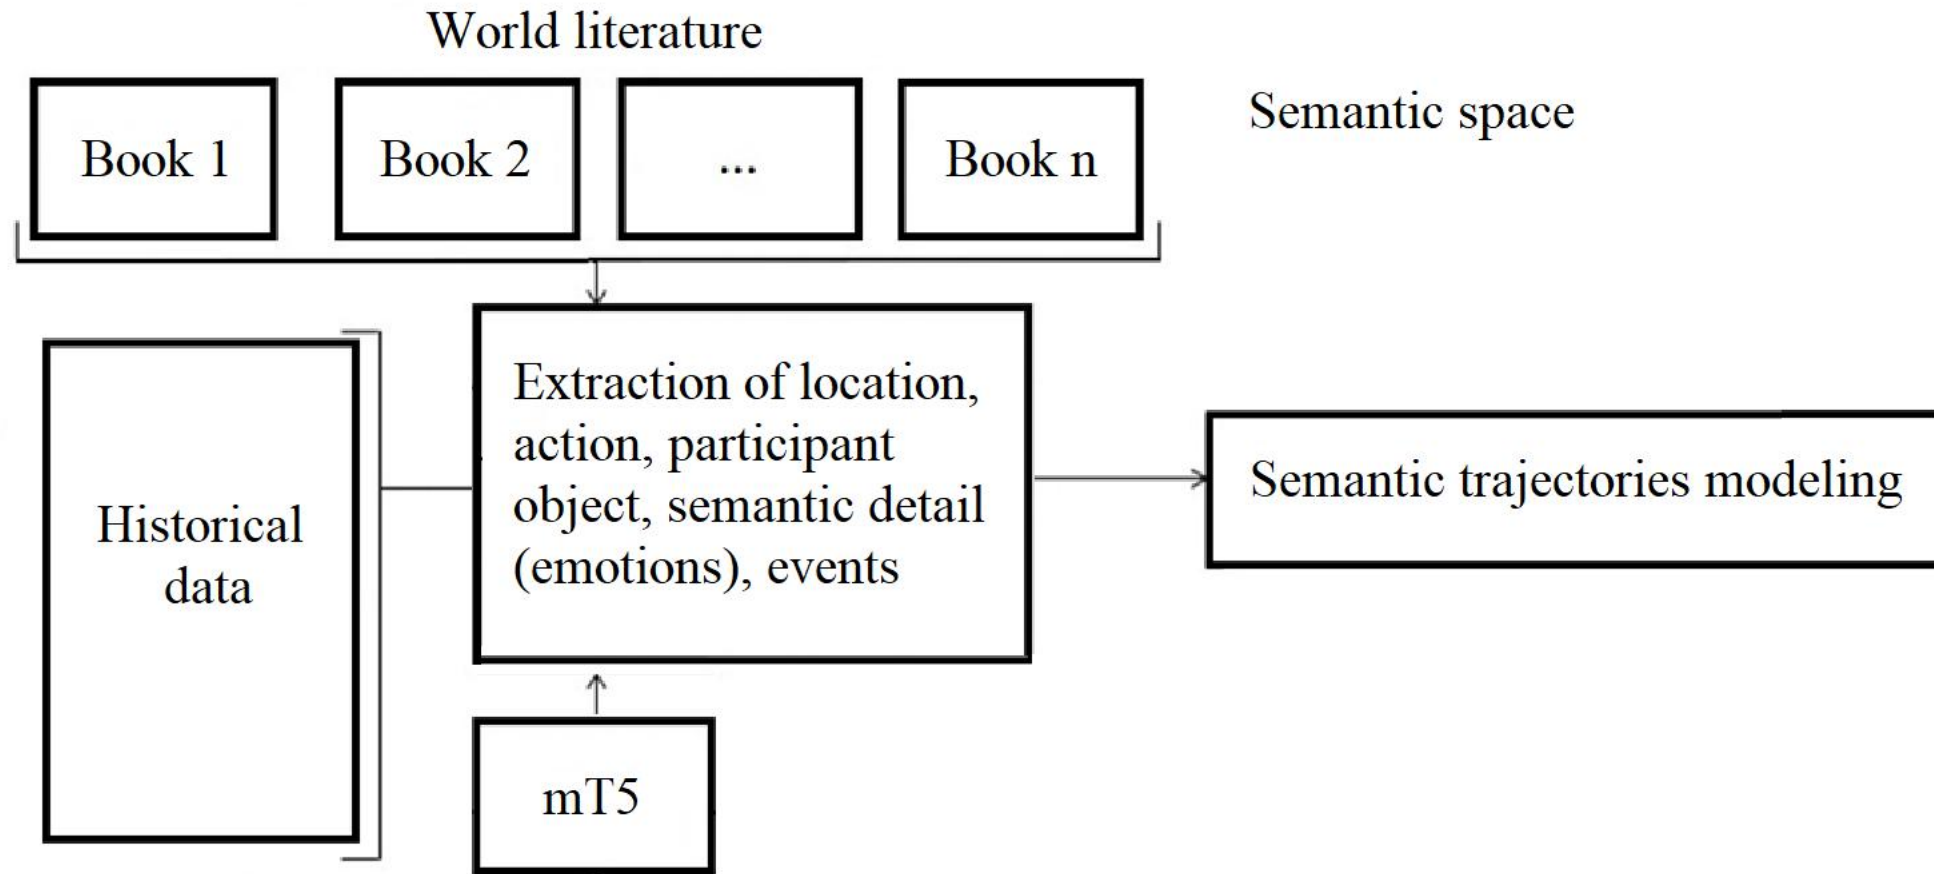 World literature
Semantic space
Book 1
Book 2
...
Book n
Extraction of location,
action, participant
object, semantic detail
(emotions), events
Historical
data
Semantic trajectories modeling
mT5